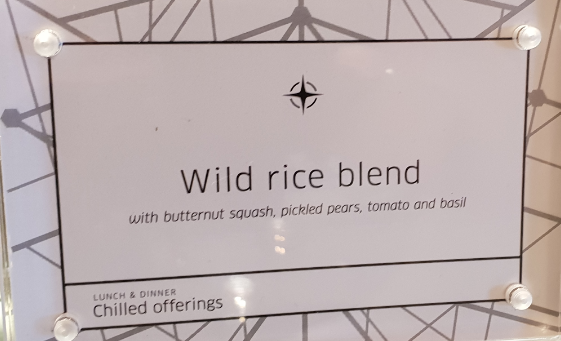 Wild rice blend
with butternut squash, pickled pears, tomato and basil
LUNCH & DINNER
Chilled offerings